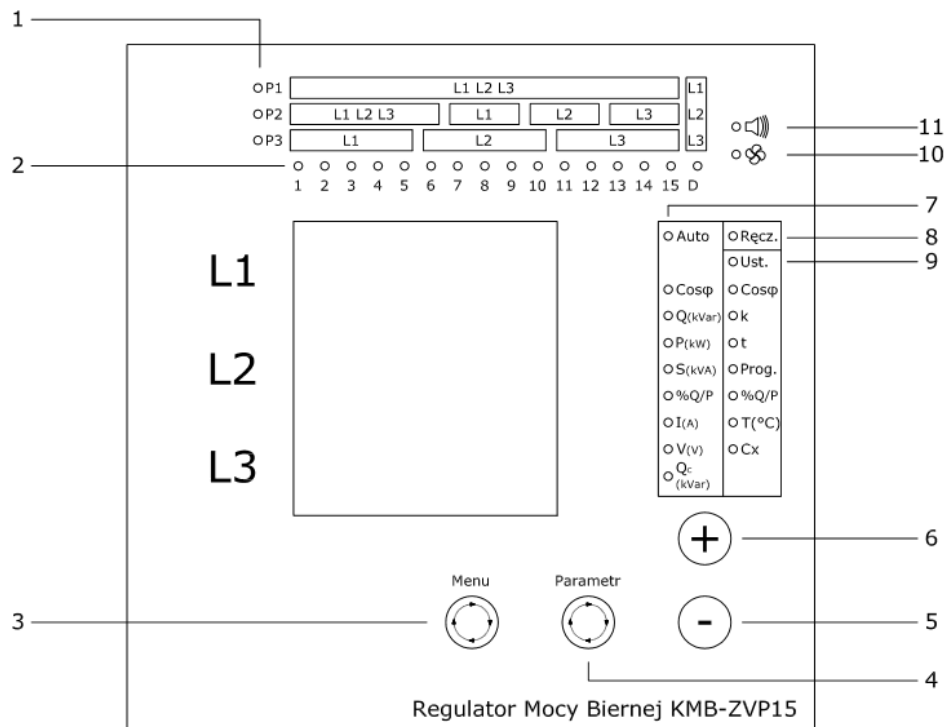 1
P1 L1 L2 L3 L1
P2 L1 L2 L3 L1 L2 L3 L2
P3 L1 L2 L3 L3
11
10
2
1 2 3 4 5 6 7 8 9 10 11 12 13 14 15 D
7
Auto Ręcz. 8
Ust. 9
L1
Cosφ Cosφ
Q(kVar) k
P(kW) t
L2
S(kVA) Prog.
%Q/P %Q/P
I(A) T(°C)
V(V) Cx
L3
Qc
(kVar)
+ 6
Menu Parametr
3
- 5
4
Regulator Mocy Biernej KMB-ZVP15